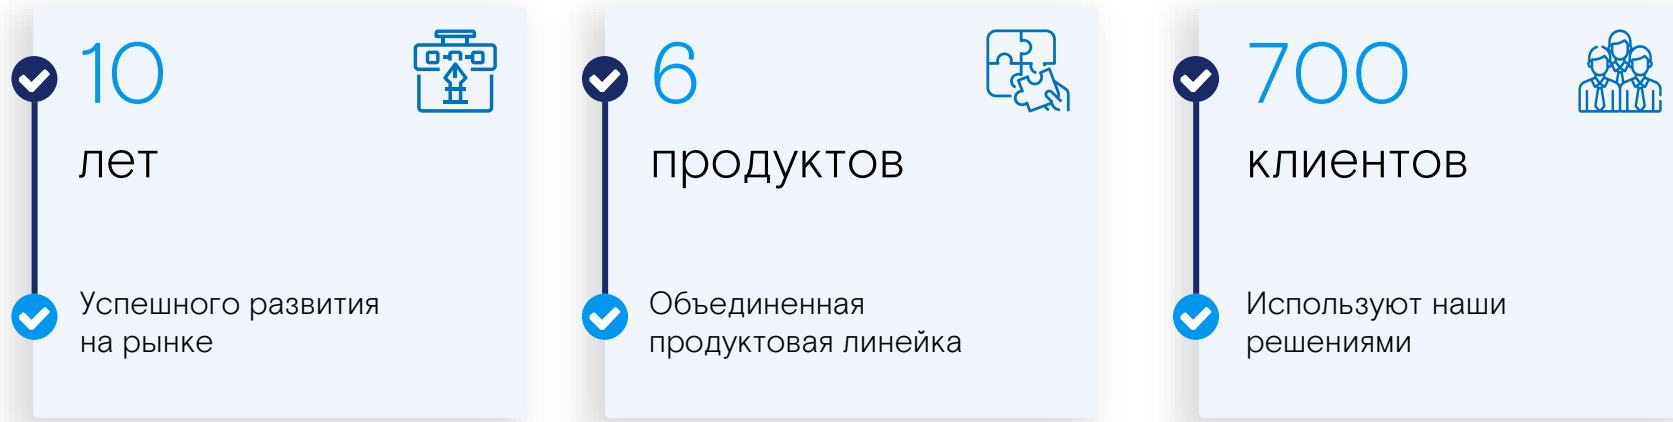 10
лет
Успешного развития
на рынке
6
продуктов
Объединенная
продуктовая линейка
700
клиентов
Используют наши
решениями